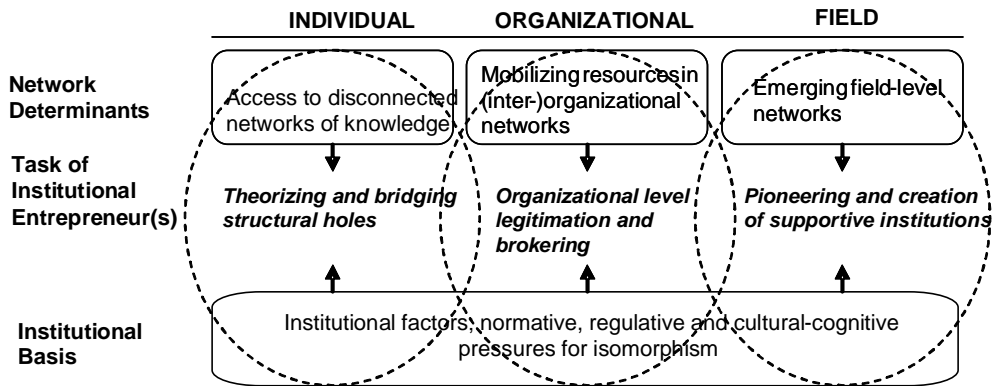 INDIVIDUAL ORGANIZATIONAL FIELD
Network
Determinants
Access to disconnected
networks of knowledge
Mobilizing resources in
(inter-)organizational
networks
Emerging field-level
networks
Task of
Institutional
Entrepreneur(s)
Theorizing and bridging
structural holes
Organizational level
legitimation and
brokering
Pioneering and creation
of supportive institutions
Institutional
Basis
Institutional factors, normative, regulative and cultural-cognitive
pressures for isomorphism